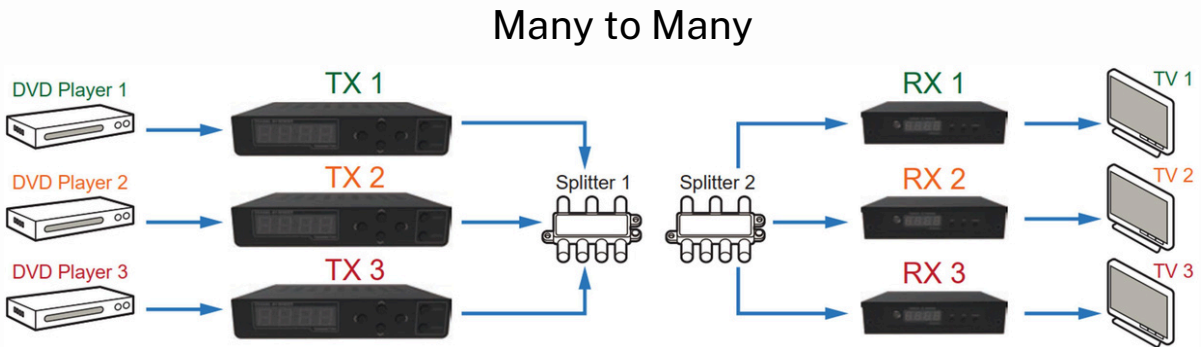 Many to Many
DVD Player 1
TX 1
RX 1
TV 1
DVD Player 2
TX 2
Splitter 1
Splitter 2
RX 2
TV 2
DVD Player 3
TX 3
RX 3
TV 3